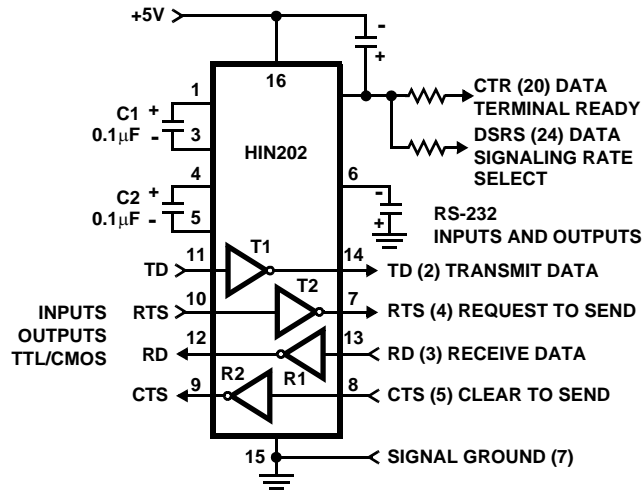 +5V
-
+
16
1
CTR (20) DATA
TERMINAL READY
C1
0.1μF
+
-
3
HIN202
DSRS (24) DATA
SIGNALING RATE
SELECT
4
6
C2
0.1μF
+
-
5
-
+
RS-232
INPUTS AND OUTPUTS
T1
TD
11
14
TD (2) TRANSMIT DATA
T2
INPUTS
OUTPUTS
TTL/CMOS
RTS
10
7
RTS (4) REQUEST TO SEND
RD
12
13
RD (3) RECEIVE DATA
R1
R2
CTS
9
8
CTS (5) CLEAR TO SEND
15
SIGNAL GROUND (7)